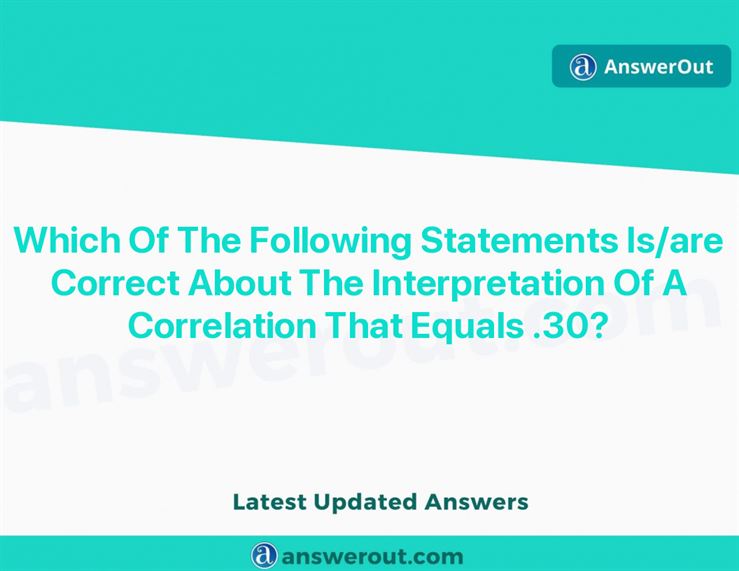 AnswerOut
Which Of The Following Statements Is/are
Correct About The Interpretation Of A
Correlation That Equals .30?
answerout.com
Latest Updated Answers
answerout.com